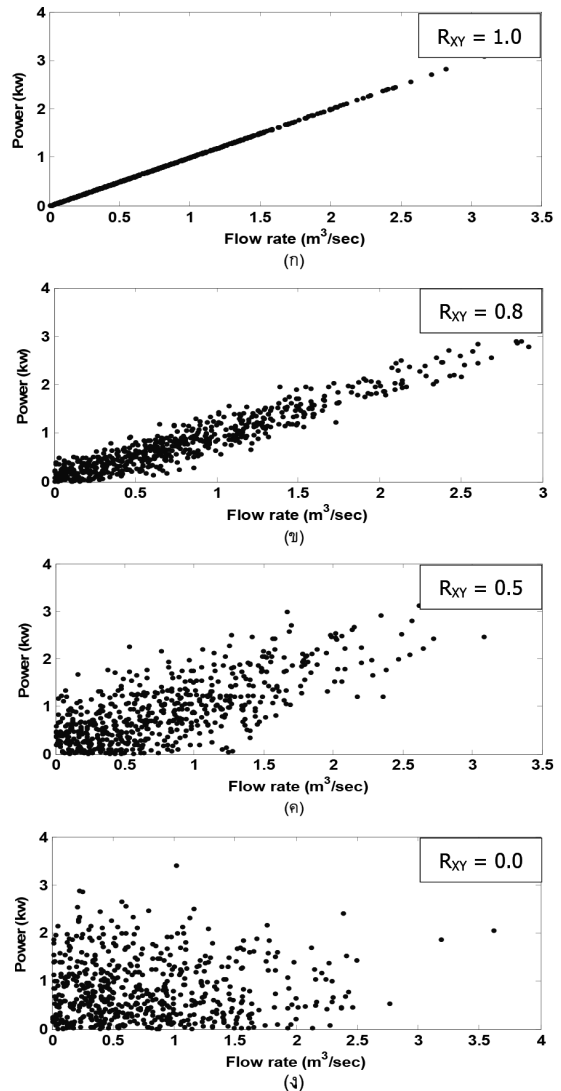 4
R_XY = 1.0
3
2
1
0
Power (kw)
0 0.5 1 1.5 2 2.5 3 3.5
Flow rate (m³/sec)
(ก)
4
R_XY = 0.8
3
2
1
0
Power (kw)
0 0.5 1 1.5 2 2.5 3
Flow rate (m³/sec)
(ข)
4
R_XY = 0.5
3
2
1
0
Power (kw)
0 0.5 1 1.5 2 2.5 3 3.5
Flow rate (m³/sec)
(ค)
4
R_XY = 0.0
3
2
1
0
Power (kw)
0 0.5 1 1.5 2 2.5 3 3.5 4
Flow rate (m³/sec)
(ง)